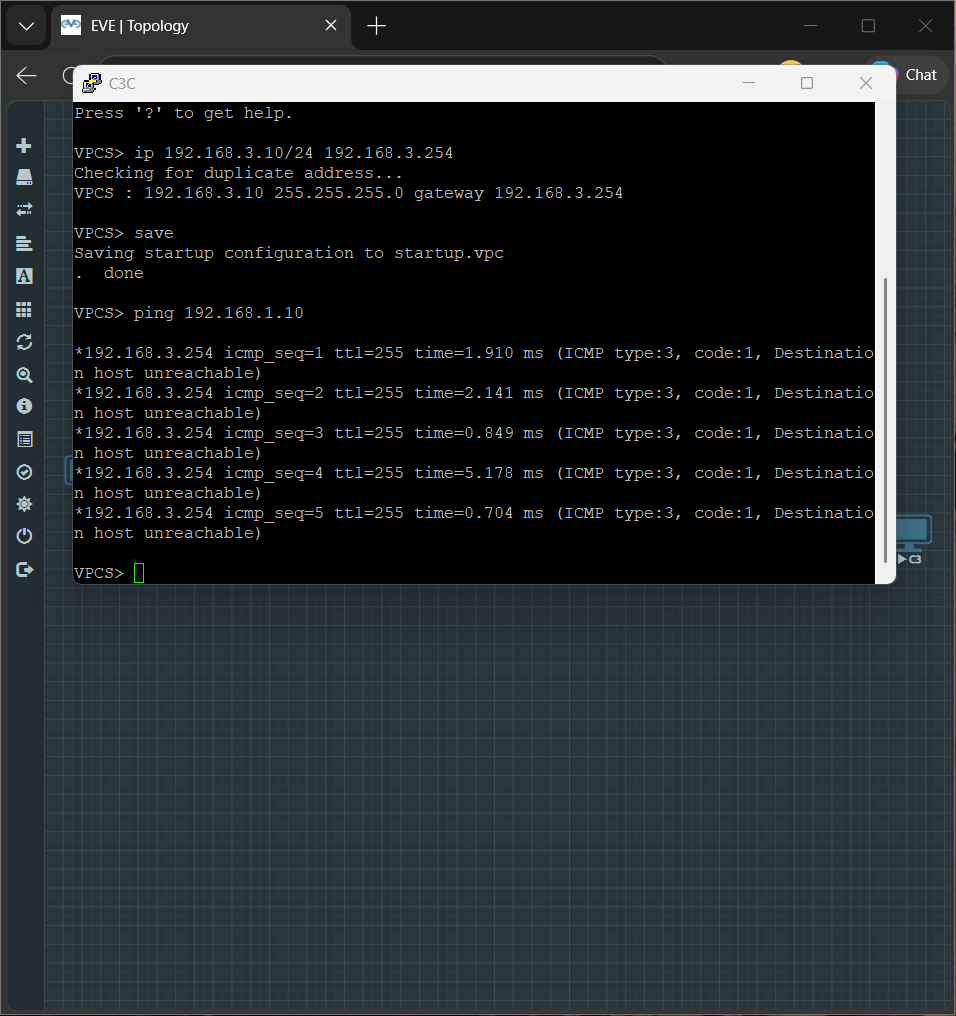 EVE | Topology
Chat
C3C
Press '?' to get help.
VPCS> ip 192.168.3.10/24 192.168.3.254
Checking for duplicate address...
VPCS : 192.168.3.10 255.255.255.0 gateway 192.168.3.254
VPCS> save
Saving startup configuration to startup.vpc
.  done
VPCS> ping 192.168.1.10
*192.168.3.254 icmp_seq=1 ttl=255 time=1.910 ms (ICMP type:3, code:1, Destinatio
n host unreachable)
*192.168.3.254 icmp_seq=2 ttl=255 time=2.141 ms (ICMP type:3, code:1, Destinatio
n host unreachable)
*192.168.3.254 icmp_seq=3 ttl=255 time=0.849 ms (ICMP type:3, code:1, Destinatio
n host unreachable)
*192.168.3.254 icmp_seq=4 ttl=255 time=5.178 ms (ICMP type:3, code:1, Destinatio
n host unreachable)
*192.168.3.254 icmp_seq=5 ttl=255 time=0.704 ms (ICMP type:3, code:1, Destinatio
n host unreachable)
VPCS>
C3